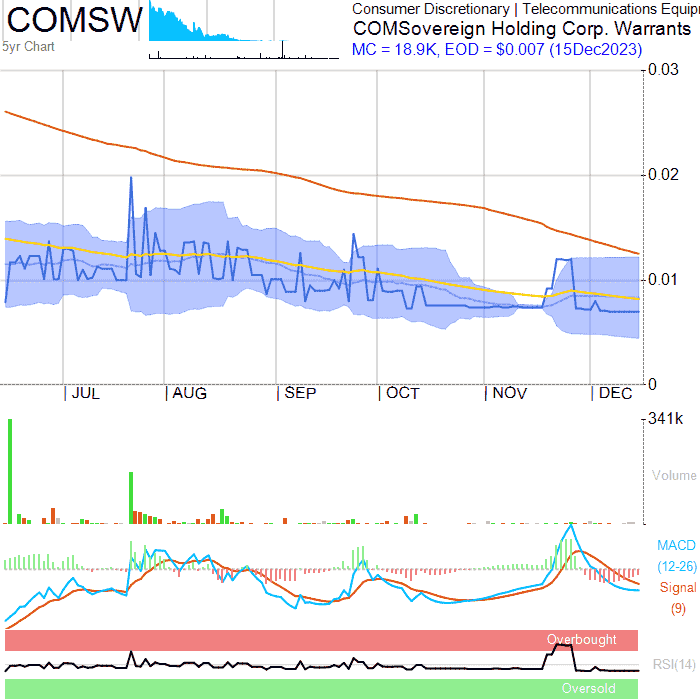 COMSW
5yr Chart
Consumer Discretionary | Telecommunications Equip
COMSovereign Holding Corp. Warrants
MC = 18.9K, EOD = $0.007 (15Dec2023)
0.03
0.02
0.01
0
| JUL | AUG | SEP | OCT | NOV | DEC
341k
Volume
MACD
(12-26)
Signal
(9)
Overbought
RSI(14)
Oversold